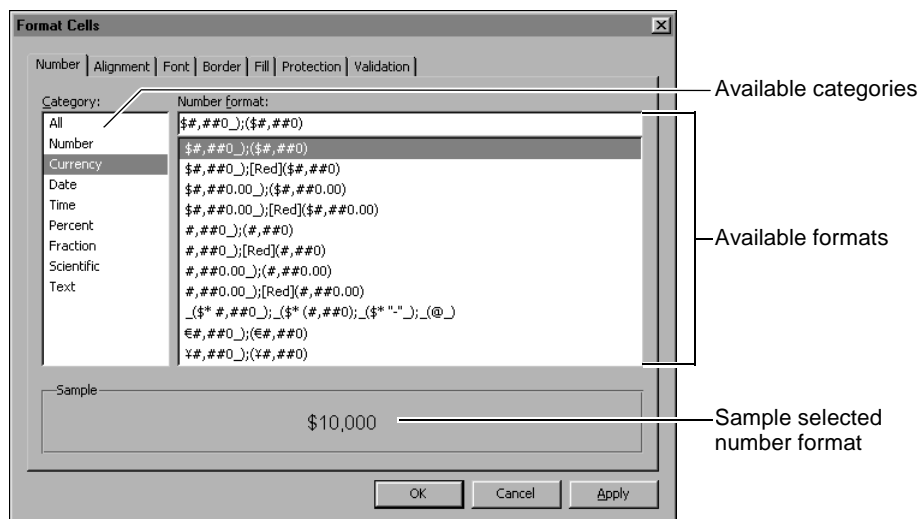 Format Cells
Number Alignment Font Border Fill Protection Validation
Category:
All
Number
Currency
Date
Time
Percent
Fraction
Scientific
Text
Number format:
$#,##0_);($#,##0)
$#,##0_);($#,##0)
$#,##0_);[Red]($#,##0)
$#,##0.00_);($#,##0.00)
$#,##0.00_);[Red]($#,##0.00)
#,##0_);(#,##0)
#,##0_);[Red](#,##0)
#,##0.00_);(#,##0.00)
#,##0.00_);[Red](#,##0.00)
_($* #,##0_);_($* (#,##0);_($* "-"_);_(@_)
€#,##0_);(€#,##0)
¥#,##0_);(¥#,##0)
Sample
$10,000
OK Cancel Apply
Available categories
Available formats
Sample selected
number format